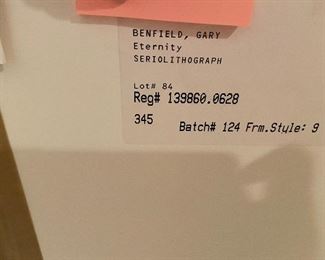 BENFIELD, GARY
Eternity
SERIOLITHOGRAPH
Lot# 84
Reg# 139860.0628
345 Batch# 124 Frm.Style: 9